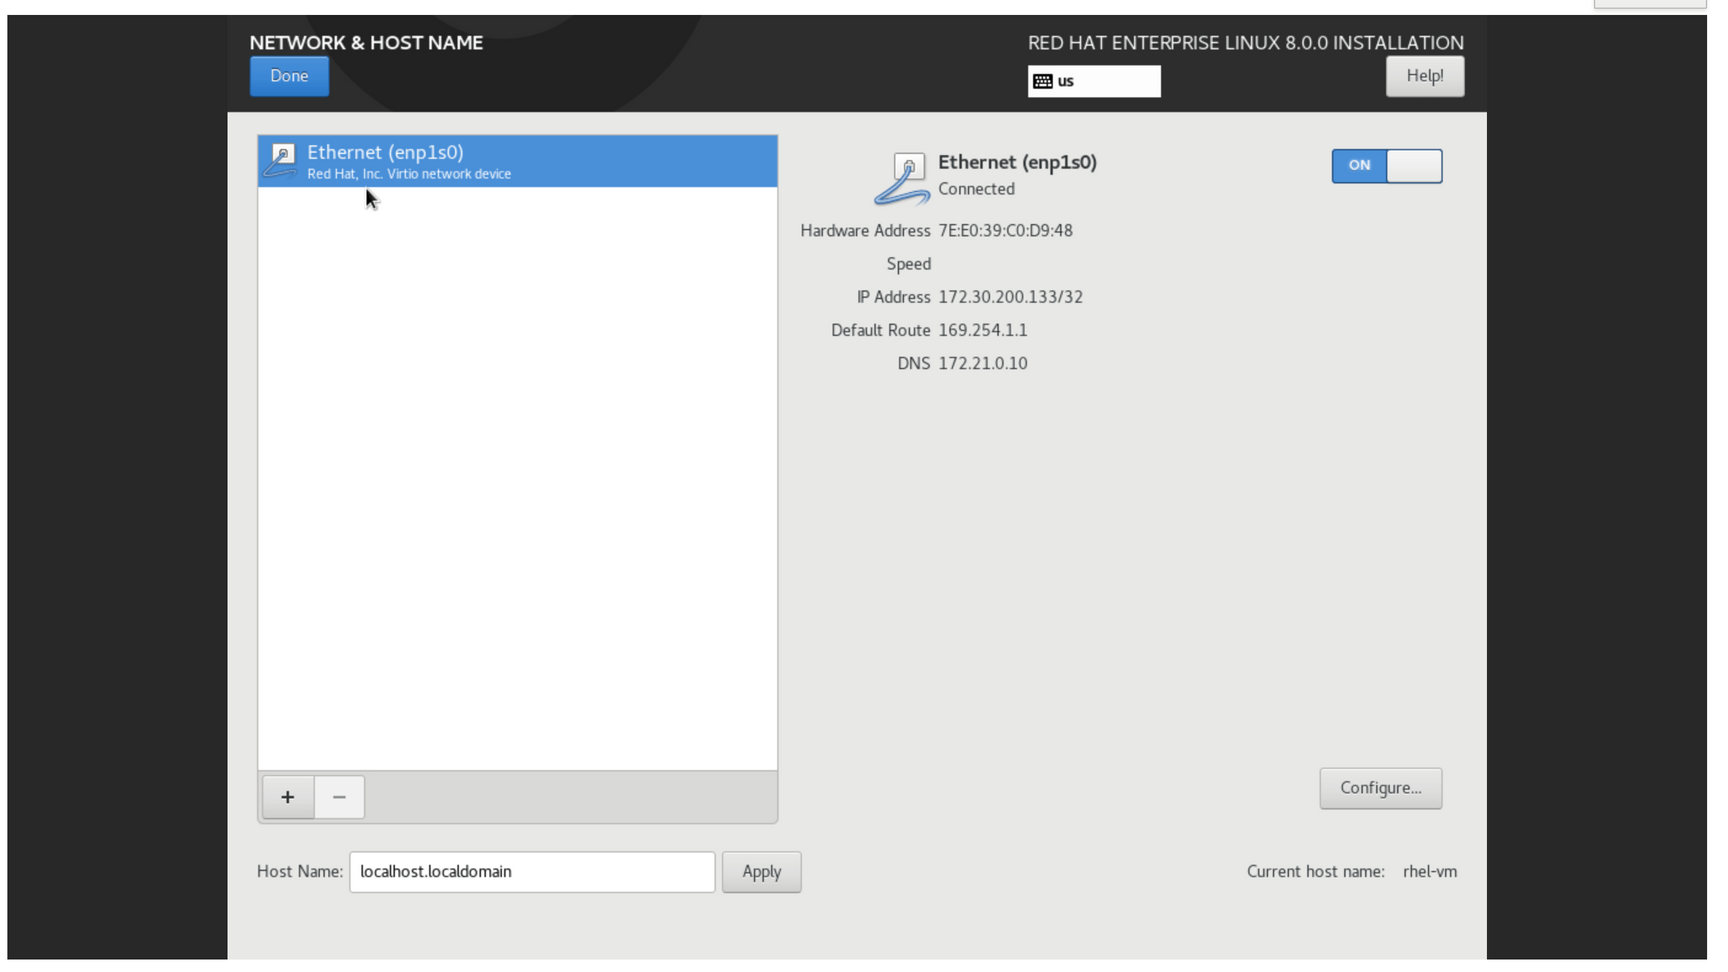 NETWORK & HOST NAME
Done
RED HAT ENTERPRISE LINUX 8.0.0 INSTALLATION
us
Help!
Ethernet (enp1s0)
Red Hat, Inc. Virtio network device
Ethernet (enp1s0)
Connected
ON
Hardware Address 7E:E0:39:C0:D9:48
Speed
IP Address 172.30.200.133/32
Default Route 169.254.1.1
DNS 172.21.0.10
+ −
Configure...
Host Name: localhost.localdomain Apply
Current host name: rhel-vm